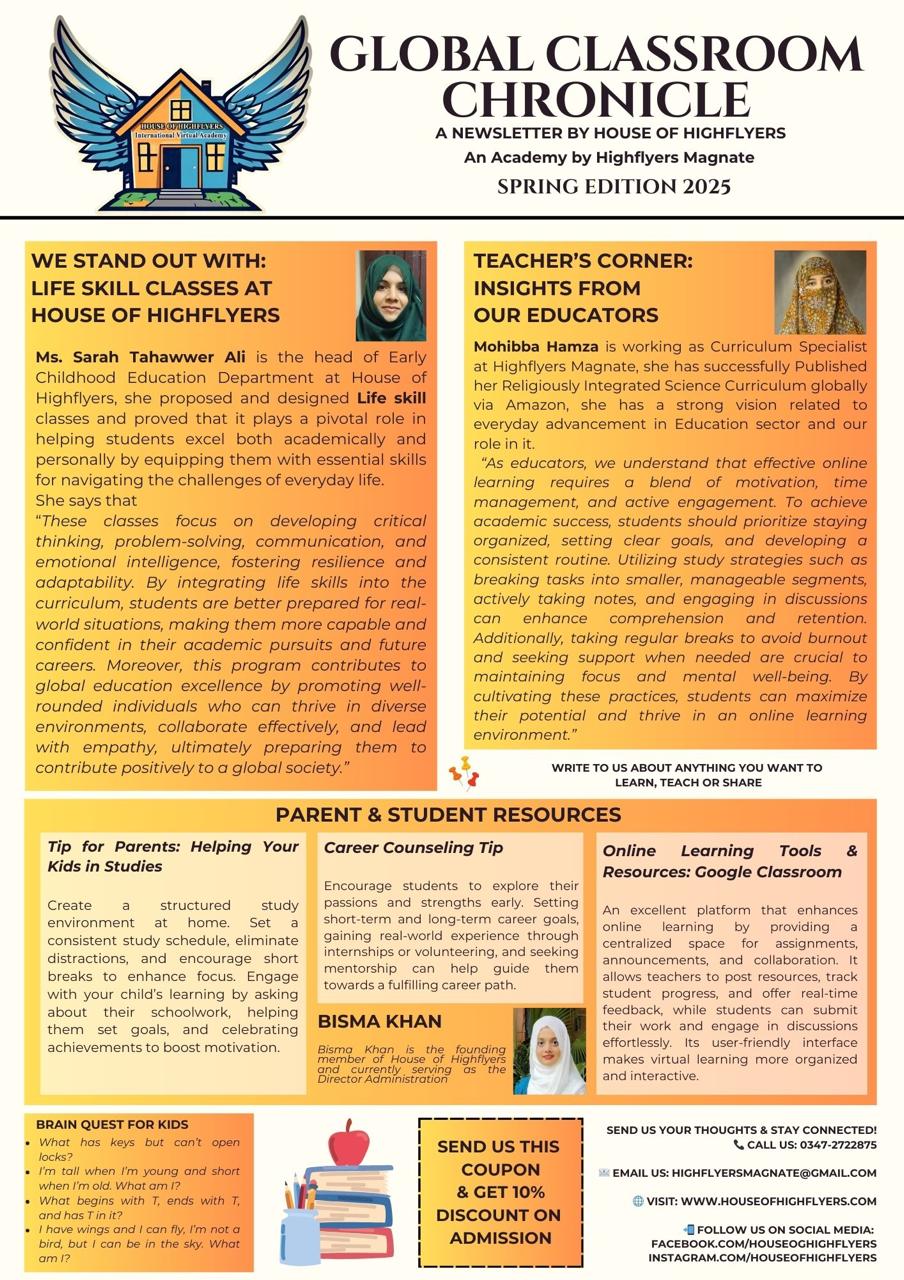 HOUSE OF HIGHFLYERS
International Virtual Academy
GLOBAL CLASSROOM
CHRONICLE
A NEWSLETTER BY HOUSE OF HIGHFLYERS
An Academy by Highflyers Magnate
SPRING EDITION 2025
WE STAND OUT WITH:
LIFE SKILL CLASSES AT
HOUSE OF HIGHFLYERS
Ms. Sarah Tahawwer Ali is the head of Early
Childhood Education Department at House of
Highflyers, she proposed and designed Life skill
classes and proved that it plays a pivotal role in
helping students excel both academically and
personally by equipping them with essential skills
for navigating the challenges of everyday life.
She says that
“These classes focus on developing critical
thinking, problem-solving, communication, and
emotional intelligence, fostering resilience and
adaptability. By integrating life skills into the
curriculum, students are better prepared for real-
world situations, making them more capable and
confident in their academic pursuits and future
careers. Moreover, this program contributes to
global education excellence by promoting well-
rounded individuals who can thrive in diverse
environments, collaborate effectively, and lead
with empathy, ultimately preparing them to
contribute positively to a global society.”
TEACHER’S CORNER:
INSIGHTS FROM
OUR EDUCATORS
Mohibba Hamza is working as Curriculum Specialist
at Highflyers Magnate, she has successfully Published
her Religiously Integrated Science Curriculum globally
via Amazon, she has a strong vision related to
everyday advancement in Education sector and our
role in it.
“As educators, we understand that effective online
learning requires a blend of motivation, time
management, and active engagement. To achieve
academic success, students should prioritize staying
organized, setting clear goals, and developing a
consistent routine. Utilizing study strategies such as
breaking tasks into smaller, manageable segments,
actively taking notes, and engaging in discussions
can enhance comprehension and retention.
Additionally, taking regular breaks to avoid burnout
and seeking support when needed are crucial to
maintaining focus and mental well-being. By
cultivating these practices, students can maximize
their potential and thrive in an online learning
environment.”
WRITE TO US ABOUT ANYTHING YOU WANT TO
LEARN, TEACH OR SHARE
PARENT & STUDENT RESOURCES
Tip for Parents: Helping Your
Kids in Studies
Create a structured study
environment at home. Set a
consistent study schedule, eliminate
distractions, and encourage short
breaks to enhance focus. Engage
with your child’s learning by asking
about their schoolwork, helping
them set goals, and celebrating
achievements to boost motivation.
Career Counseling Tip
Encourage students to explore their
passions and strengths early. Setting
short-term and long-term career goals,
gaining real-world experience through
internships or volunteering, and seeking
mentorship can help guide them
towards a fulfilling career path.
BISMA KHAN
Bisma Khan is the founding
member of House of Highflyers
and currently serving as the
Director Administration
Online Learning Tools &
Resources: Google Classroom
An excellent platform that enhances
online learning by providing a
centralized space for assignments,
announcements, and collaboration. It
allows teachers to post resources, track
student progress, and offer real-time
feedback, while students can submit
their work and engage in discussions
effortlessly. Its user-friendly interface
makes virtual learning more organized
and interactive.
BRAIN QUEST FOR KIDS
• What has keys but can’t open
locks?
• I’m tall when I’m young and short
when I’m old. What am I?
• What begins with T, ends with T,
and has T in it?
• I have wings and I can fly, I’m not a
bird, but I can be in the sky. What
am I?
SEND US THIS
COUPON
& GET 10%
DISCOUNT ON
ADMISSION
SEND US YOUR THOUGHTS & STAY CONNECTED!
CALL US: 0347-2722875
EMAIL US: HIGHFLYERSMAGNATE@GMAIL.COM
VISIT: WWW.HOUSEOFHIGHFLYERS.COM
FOLLOW US ON SOCIAL MEDIA:
FACEBOOK.COM/HOUSEOGHIGHFLYERS
INSTAGRAM.COM/HOUSEOFHIGHFLYERS